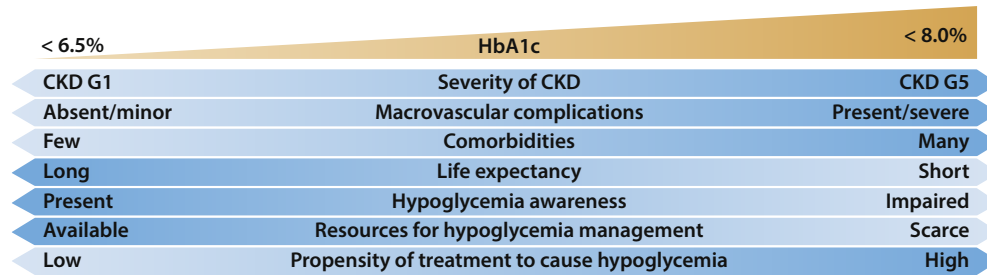 < 6.5% HbA1c < 8.0%
CKD G1 Severity of CKD CKD G5
Absent/minor Macrovascular complications Present/severe
Few Comorbidities Many
Long Life expectancy Short
Present Hypoglycemia awareness Impaired
Available Resources for hypoglycemia management Scarce
Low Propensity of treatment to cause hypoglycemia High